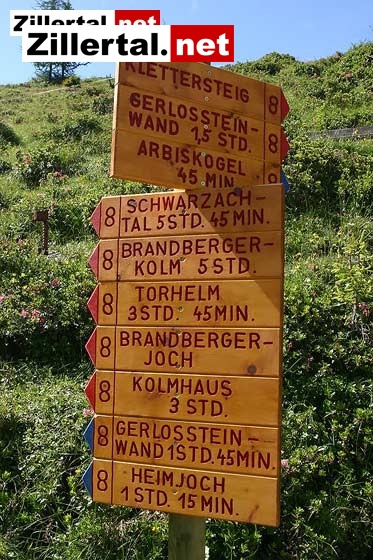 Zillertal.net
Zillertal.net
KLETTERSTEIG
GERLOSSTEIN-
WAND 1,5 STD.
8
ARBISKOGEL
45 MIN.
8
8 SCHWARZACH-
TAL 5 STD. 45 MIN.
8 BRANDBERGER-
KOLM 5 STD.
8 TORHELM
3 STD. 45 MIN.
8 BRANDBERGER-
JOCH
8 KOLMHAUS
3 STD.
8 GERLOSSTEIN-
WAND 1 STD. 45 MIN.
8 HEIMJOCH
1 STD. 15 MIN.